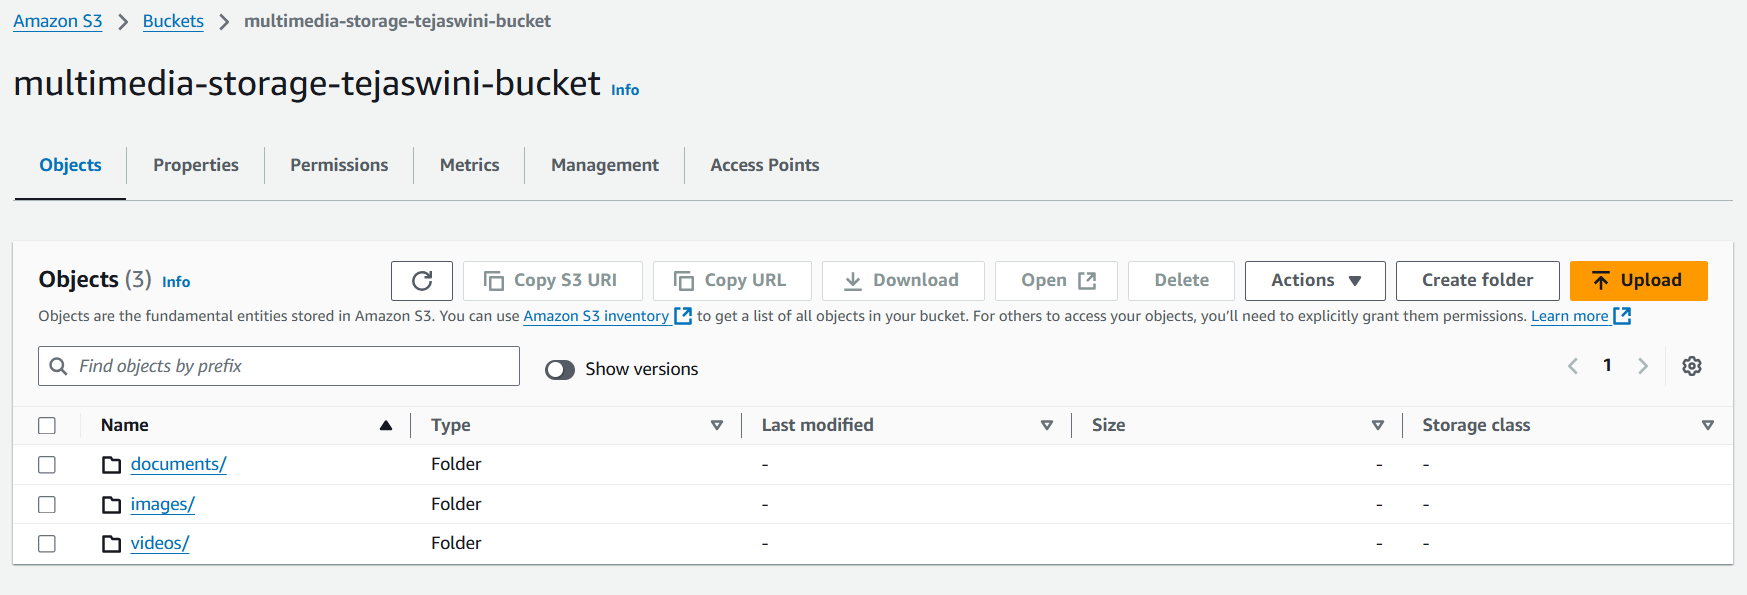 Amazon S3 > Buckets > multimedia-storage-tejaswini-bucket
multimedia-storage-tejaswini-bucket Info
Objects Properties Permissions Metrics Management Access Points
Objects (3) Info Copy S3 URI Copy URL Download Open Delete Actions Create folder Upload
Objects are the fundamental entities stored in Amazon S3. You can use Amazon S3 inventory to get a list of all objects in your bucket. For others to access your objects, you’ll need to explicitly grant them permissions. Learn more
Find objects by prefix Show versions 1
Name Type Last modified Size Storage class
documents/ Folder - - -
images/ Folder - - -
videos/ Folder - - -